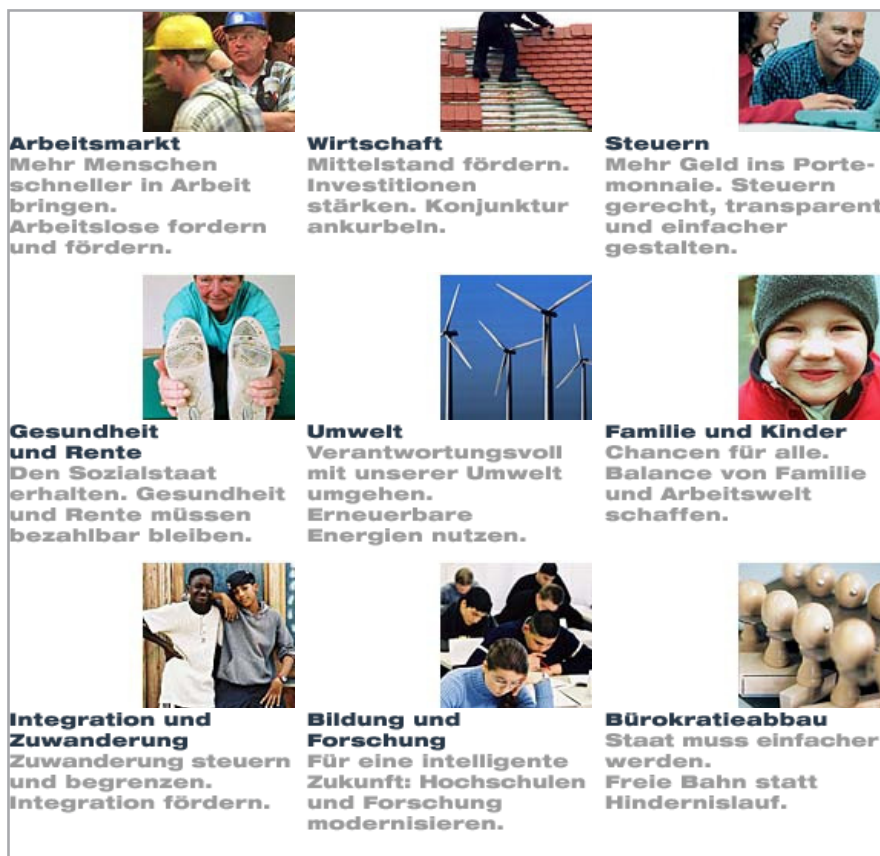 Arbeitsmarkt
Mehr Menschen
schneller in Arbeit
bringen.
Arbeitslose fordern
und fördern.
Wirtschaft
Mittelstand fördern.
Investitionen
stärken. Konjunktur
ankurbeln.
Steuern
Mehr Geld ins Porte-
monnaie. Steuern
gerecht, transparent
und einfacher
gestalten.
Gesundheit
und Rente
Den Sozialstaat
erhalten. Gesundheit
und Rente müssen
bezahlbar bleiben.
Umwelt
Verantwortungsvoll
mit unserer Umwelt
umgehen.
Erneuerbare
Energien nutzen.
Familie und Kinder
Chancen für alle.
Balance von Familie
und Arbeitswelt
schaffen.
Integration und
Zuwanderung
Zuwanderung steuern
und begrenzen.
Integration fördern.
Bildung und
Forschung
Für eine intelligente
Zukunft: Hochschulen
und Forschung
modernisieren.
Bürokratieabbau
Staat muss einfacher
werden.
Freie Bahn statt
Hindernislauf.